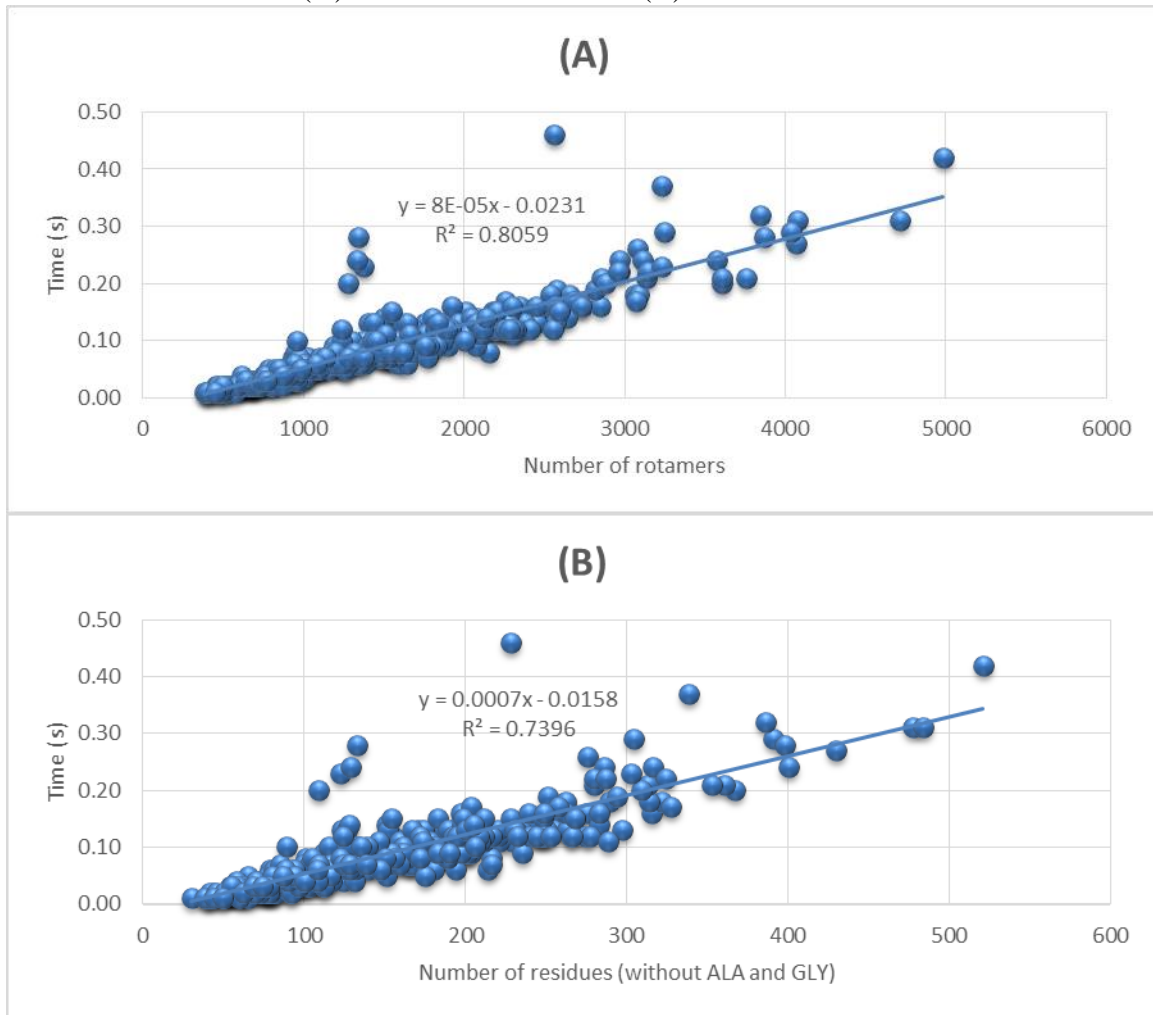 (A)
0.50
0.40
y = 8E-05x - 0.0231
R² = 0.8059
0.30
Time (s)
0.20
0.10
0.00
0 1000 2000 3000 4000 5000 6000
Number of rotamers
(B)
0.50
0.40
y = 0.0007x - 0.0158
R² = 0.7396
0.30
Time (s)
0.20
0.10
0.00
0 100 200 300 400 500 600
Number of residues (without ALA and GLY)